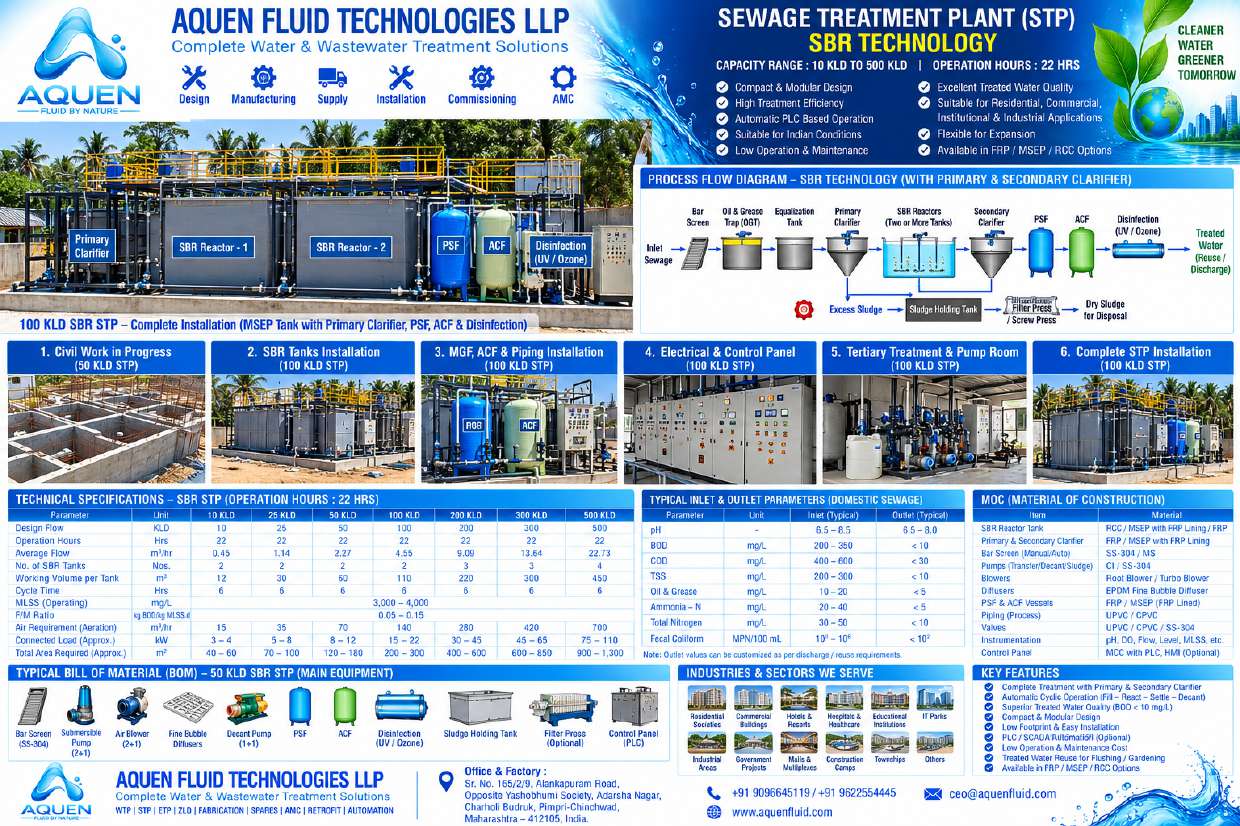 AQUEN
FLUID BY NATURE
AQUEN FLUID TECHNOLOGIES LLP
Complete Water & Wastewater Treatment Solutions
Design
Manufacturing
Supply
Installation
Commissioning
AMC
SEWAGE TREATMENT PLANT (STP)
SBR TECHNOLOGY
CAPACITY RANGE : 10 KLD TO 500 KLD | OPERATION HOURS : 22 HRS
Compact & Modular Design
High Treatment Efficiency
Automatic PLC Based Operation
Suitable for Indian Conditions
Low Operation & Maintenance
Excellent Treated Water Quality
Suitable for Residential, Commercial,
Institutional & Industrial Applications
Flexible for Expansion
Available in FRP / MSEP / RCC Options
CLEANER
WATER
GREENER
TOMORROW
Primary
Clarifier
SBR Reactor - 1
SBR Reactor - 2
PSF
ACF
Disinfection
(UV / Ozone)
100 KLD SBR STP – Complete Installation (MSEP Tank with Primary Clarifier, PSF, ACF & Disinfection)
PROCESS FLOW DIAGRAM – SBR TECHNOLOGY (WITH PRIMARY & SECONDARY CLARIFIER)
Inlet
Sewage
Bar
Screen
Oil & Grease
Trap (OGT)
Equalization
Tank
Primary
Clarifier
SBR Reactors
(Two or More Tanks)
Secondary
Clarifier
PSF
ACF
Disinfection
(UV / Ozone)
Treated
Water
(Reuse /
Discharge)
Excess Sludge
Sludge Holding Tank
Filler Press
/ Screw Press
Dry Sludge
for Disposal
1. Civil Work in Progress
(50 KLD STP)
2. SBR Tanks Installation
(100 KLD STP)
3. MGF, ACF & Piping Installation
(100 KLD STP)
RGB
ACF
4. Electrical & Control Panel
(100 KLD STP)
5. Tertiary Treatment & Pump Room
(100 KLD STP)
6. Complete STP Installation
(100 KLD STP)
TECHNICAL SPECIFICATIONS – SBR STP (OPERATION HOURS : 22 HRS)
Parameter Unit 10 KLD 25 KLD 50 KLD 100 KLD 200 KLD 300 KLD 500 KLD
Design Flow KLD 10 25 50 100 200 300 500
Operation Hours Hrs 22 22 22 22 22 22 22
Average Flow m³/hr 0.45 1.14 2.27 4.55 9.09 13.64 22.73
No. of SBR Tanks Nos. 2 2 2 2 3 3 4
Working Volume per Tank m³ 12 30 60 110 220 300 450
Cycle Time Hrs 6 6 6 6 6 6 6
MLSS (Operating) mg/L 3,000 – 4,000
F/M Ratio kg BOD/kg MLSS.d 0.05 – 0.15
Air Requirement (Aeration) m³/hr 15 35 70 140 280 420 700
Connected Load (Approx.) kW 3 – 4 5 – 8 8 – 12 15 – 22 30 – 45 45 – 65 75 – 110
Total Area Required (Approx.) m² 40 – 60 70 – 100 120 – 180 200 – 300 400 – 600 600 – 850 900 – 1,300
TYPICAL INLET & OUTLET PARAMETERS (DOMESTIC SEWAGE)
Parameter Unit Inlet (Typical) Outlet (Typical)
pH – 6.5 – 8.5 6.5 – 8.0
BOD mg/L 200 – 350 < 10
COD mg/L 400 – 600 < 30
TSS mg/L 200 – 300 < 10
Oil & Grease mg/L 10 – 20 < 5
Ammonia – N mg/L 20 – 40 < 5
Total Nitrogen mg/L 30 – 50 < 10
Fecal Coliform MPN/100 mL
Note: Outlet values can be customized as per discharge / reuse requirements.
MOC (MATERIAL OF CONSTRUCTION)
Item Material
SBR Reactor Tank RCC / MSEP with FRP Lining / FRP
Primary & Secondary Clarifier FRP / MSEP with FRP Lining
Bar Screen (Manual/Auto) SS-304 / MS
Pumps (Transfer/Decant/Sludge) CI / SS-304
Blowers Root Blower / Turbo Blower
Diffusers EPDM Fine Bubble Diffuser
PSF & ACF Vessels FRP / MSEP (FRP Lined)
Piping (Process) UPVC / CPVC
Valves UPVC / CPVC / SS-304
Instrumentation pH, DO, Flow, Level, MLSS, etc.
Control Panel MCC with PLC, HMI (Optional)
TYPICAL BILL OF MATERIAL (BOM) – 50 KLD SBR STP (MAIN EQUIPMENT)
Bar Screen
(SS-304)
Submersible
Pump
(2+1)
Air Blower
(2+1)
Fine Bubble
Diffusers
Decant Pump
(1+1)
PSF
ACF
Disinfection
(UV / Ozone)
Sludge Holding Tank
Filter Press
(Optional)
Control Panel
(PLC)
INDUSTRIES & SECTORS WE SERVE
Residential
Societies
Commercial
Buildings
Hotels &
Resorts
Hospitals &
Healthcare
Educational
Institutions
IT Parks
Industrial
Areas
Government
Projects
Malls &
Multiplexes
Construction
Camps
Townships
Others
KEY FEATURES
Complete Treatment with Primary & Secondary Clarifier
Automatic Cyclic Operation (Fill – React – Settle – Decant)
Superior Treated Water Quality (BOD < 10 mg/L)
Compact & Modular Design
Low Footprint & Easy Installation
PLC / SCADA Automation (Optional)
Low Operation & Maintenance Cost
Treated Water Reuse for Flushing / Gardening
Available in FRP / MSEP / RCC Options
AQUEN
FLUID BY NATURE
AQUEN FLUID TECHNOLOGIES LLP
Complete Water & Wastewater Treatment Solutions
WTP | STP | ETP | ZLD | FABRICATION | SPARES | AMC | RETROFIT | AUTOMATION
Office & Factory :
Sr. No. 165/2/9, Alankapuram Road,
Opposite Yashobhumi Society, Adarsha Nagar,
Charholi Budruk, Pimpri-Chinchwad,
Maharashtra – 412105, India.
+91 9096645119 / +91 9622554445
www.aquenfluid.com
ceo@aquenfluid.com